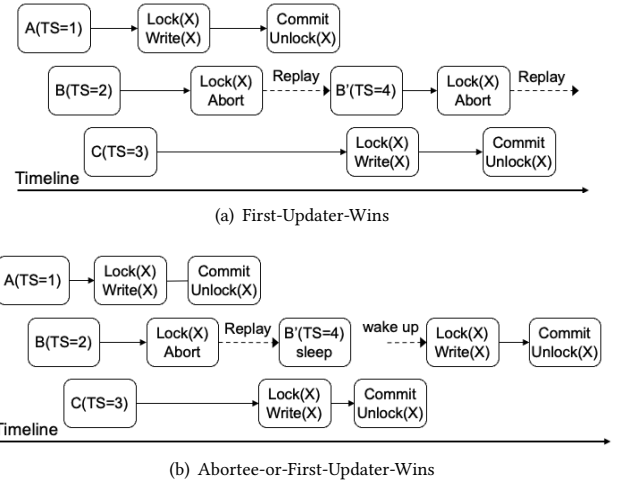 A(TS=1)
Lock(X)
Write(X)
Commit
Unlock(X)
B(TS=2)
Lock(X)
Abort
Replay
B'(TS=4)
Lock(X)
Abort
Replay
C(TS=3)
Lock(X)
Write(X)
Commit
Unlock(X)
Timeline
(a) First-Updater-Wins
A(TS=1)
Lock(X)
Write(X)
Commit
Unlock(X)
B(TS=2)
Lock(X)
Abort
Replay
B'(TS=4)
sleep
wake up
Lock(X)
Write(X)
Commit
Unlock(X)
C(TS=3)
Lock(X)
Write(X)
Commit
Unlock(X)
Timeline
(b) Abortee-or-First-Updater-Wins